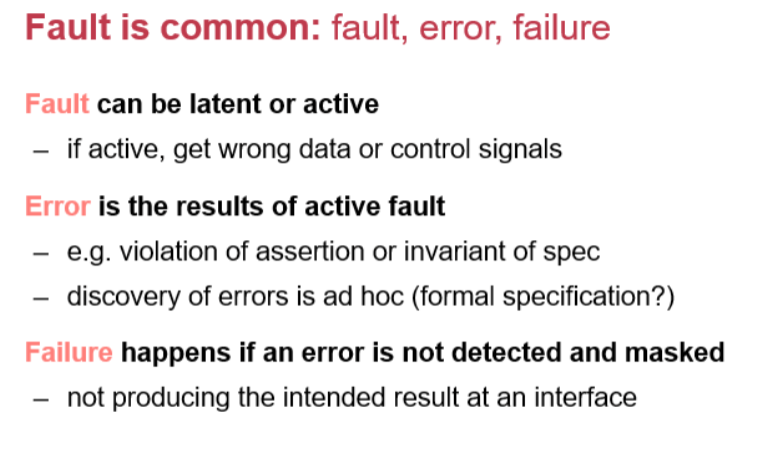 Fault is common: fault, error, failure
Fault can be latent or active
– if active, get wrong data or control signals
Error is the results of active fault
– e.g. violation of assertion or invariant of spec
– discovery of errors is ad hoc (formal specification?)
Failure happens if an error is not detected and masked
– not producing the intended result at an interface